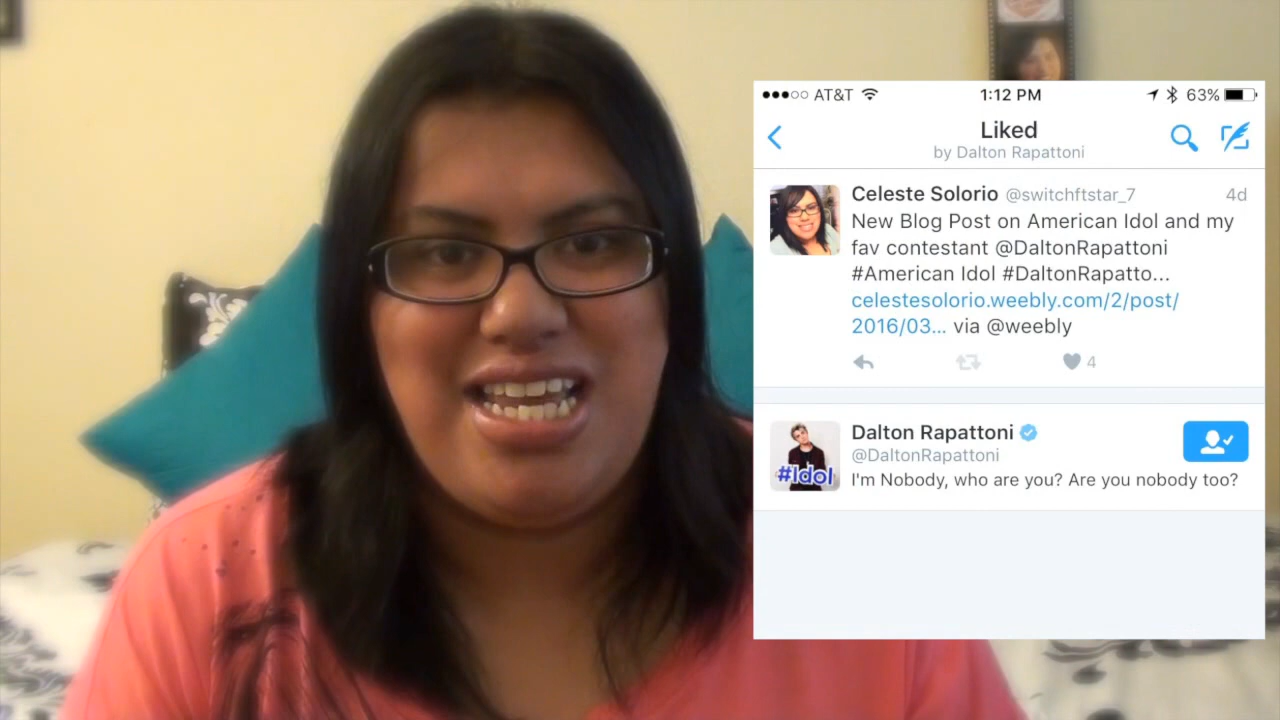 AT&T 1:12 PM 63%
Liked
by Dalton Rapattoni
Celeste Solorio @switchftstar_7 4d
New Blog Post on American Idol and my
fav contestant @DaltonRapattoni
#American Idol #DaltonRapatto...
celestesolorio.weebly.com/2/post/
2016/03... via @weebly
4
Dalton Rapattoni
@DaltonRapattoni
#Idol
I'm Nobody, who are you? Are you nobody too?